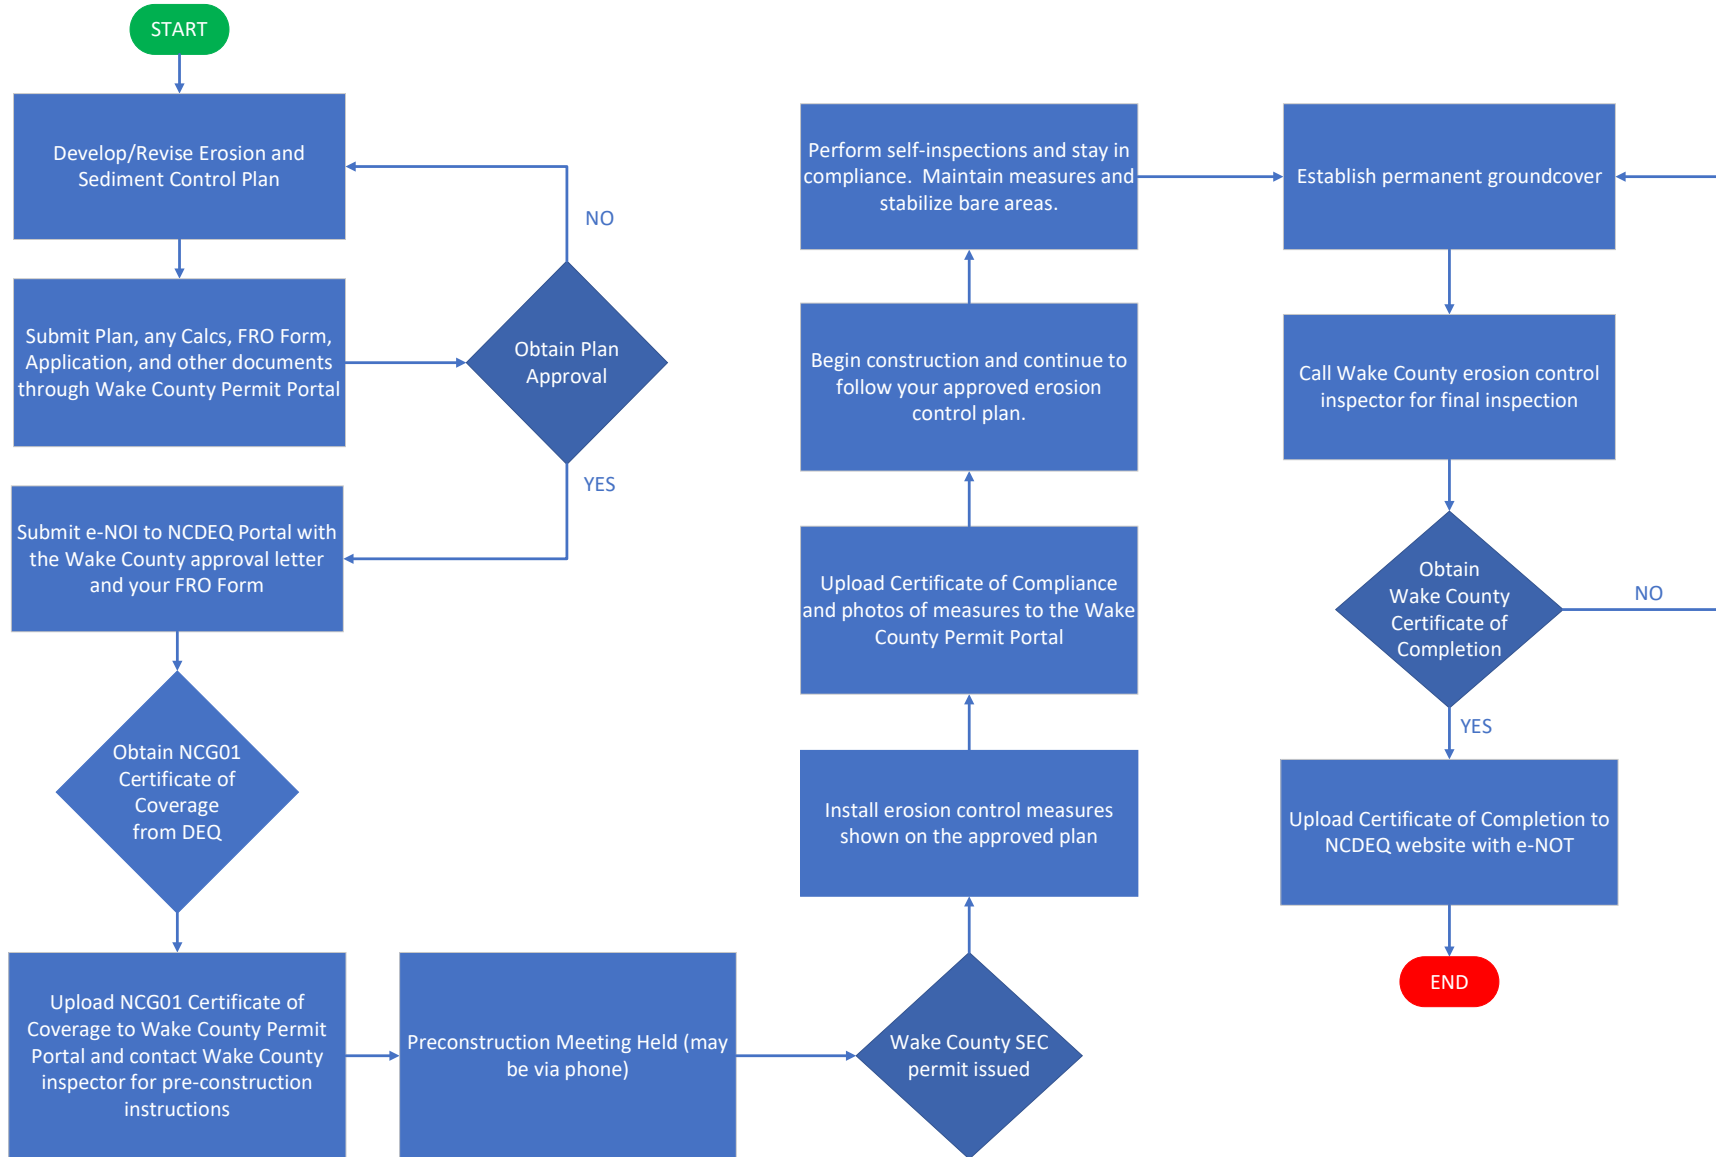 START
Develop/Revise Erosion and
Sediment Control Plan
Submit Plan, any Calcs, FRO Form,
Application, and other documents
through Wake County Permit Portal
Obtain Plan
Approval
NO
YES
Submit e-NOI to NCDEQ Portal with
the Wake County approval letter
and your FRO Form
Obtain NCG01
Certificate of
Coverage
from DEQ
Upload NCG01 Certificate of
Coverage to Wake County Permit
Portal and contact Wake County
inspector for pre-construction
instructions
Preconstruction Meeting Held (may
be via phone)
Wake County SEC
permit issued
Install erosion control measures
shown on the approved plan
Upload Certificate of Compliance
and photos of measures to the Wake
County Permit Portal
Begin construction and continue to
follow your approved erosion
control plan.
Perform self-inspections and stay in
compliance.  Maintain measures and
stabilize bare areas.
Establish permanent groundcover
Call Wake County erosion control
inspector for final inspection
Obtain
Wake County
Certificate of
Completion
NO
YES
Upload Certificate of Completion to
NCDEQ website with e-NOT
END